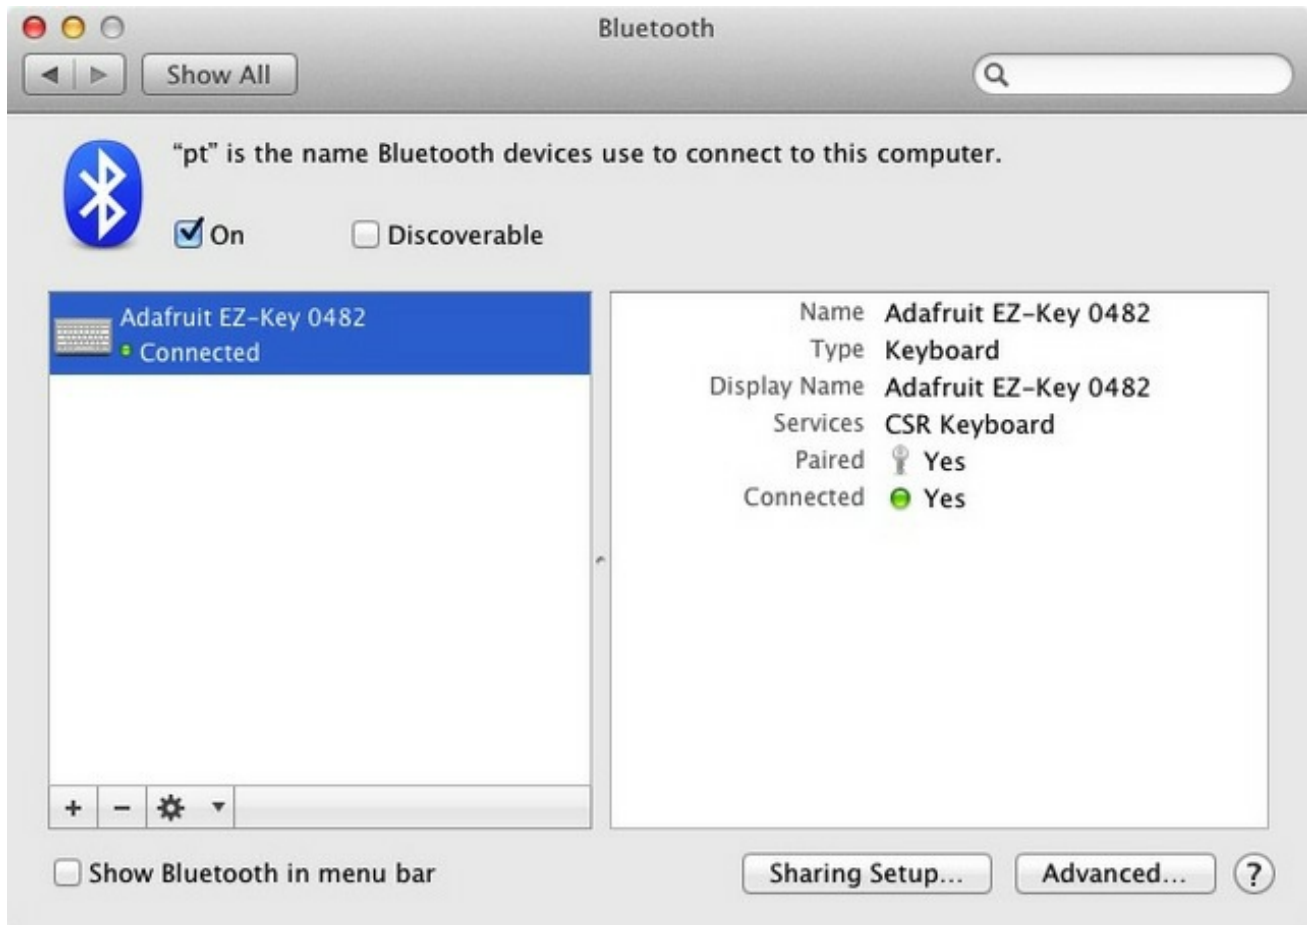 Bluetooth
Show All
“pt” is the name Bluetooth devices use to connect to this computer.
On
Discoverable
Adafruit EZ-Key 0482
Connected
Name Adafruit EZ-Key 0482
Type Keyboard
Display Name Adafruit EZ-Key 0482
Services CSR Keyboard
Paired Yes
Connected Yes
+ −
Show Bluetooth in menu bar
Sharing Setup...
Advanced...
?